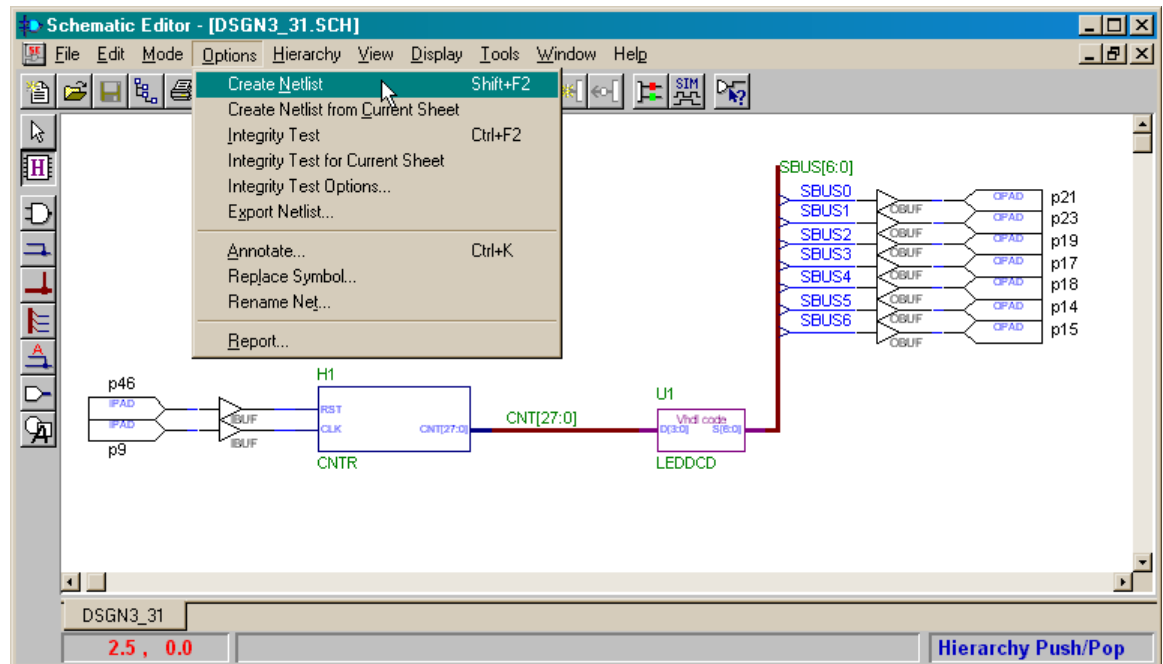 Schematic Editor - [DSGN3_31.SCH]
File Edit Mode Options Hierarchy View Display Tools Window Help
Create Netlist Shift+F2
Create Netlist from Current Sheet
Integrity Test Ctrl+F2
Integrity Test for Current Sheet
Integrity Test Options...
Export Netlist...
Annotate... Ctrl+K
Replace Symbol...
Rename Net...
Report...
SIM
H
A
A
SBUS[6:0]
SBUS0 OBUF OPAD p21
SBUS1 OBUF OPAD p23
SBUS2 OBUF OPAD p19
SBUS3 OBUF OPAD p17
SBUS4 OBUF OPAD p18
SBUS5 OBUF OPAD p14
SBUS6 OBUF OPAD p15
p46
IPAD IBUF
IPAD IBUF
p9
H1
RST
CLK CNT[27:0]
CNTR
CNT[27:0]
U1
Vhdl code
D[3:0] S[6:0]
LEDDCD
DSGN3_31
2.5 , 0.0
Hierarchy Push/Pop